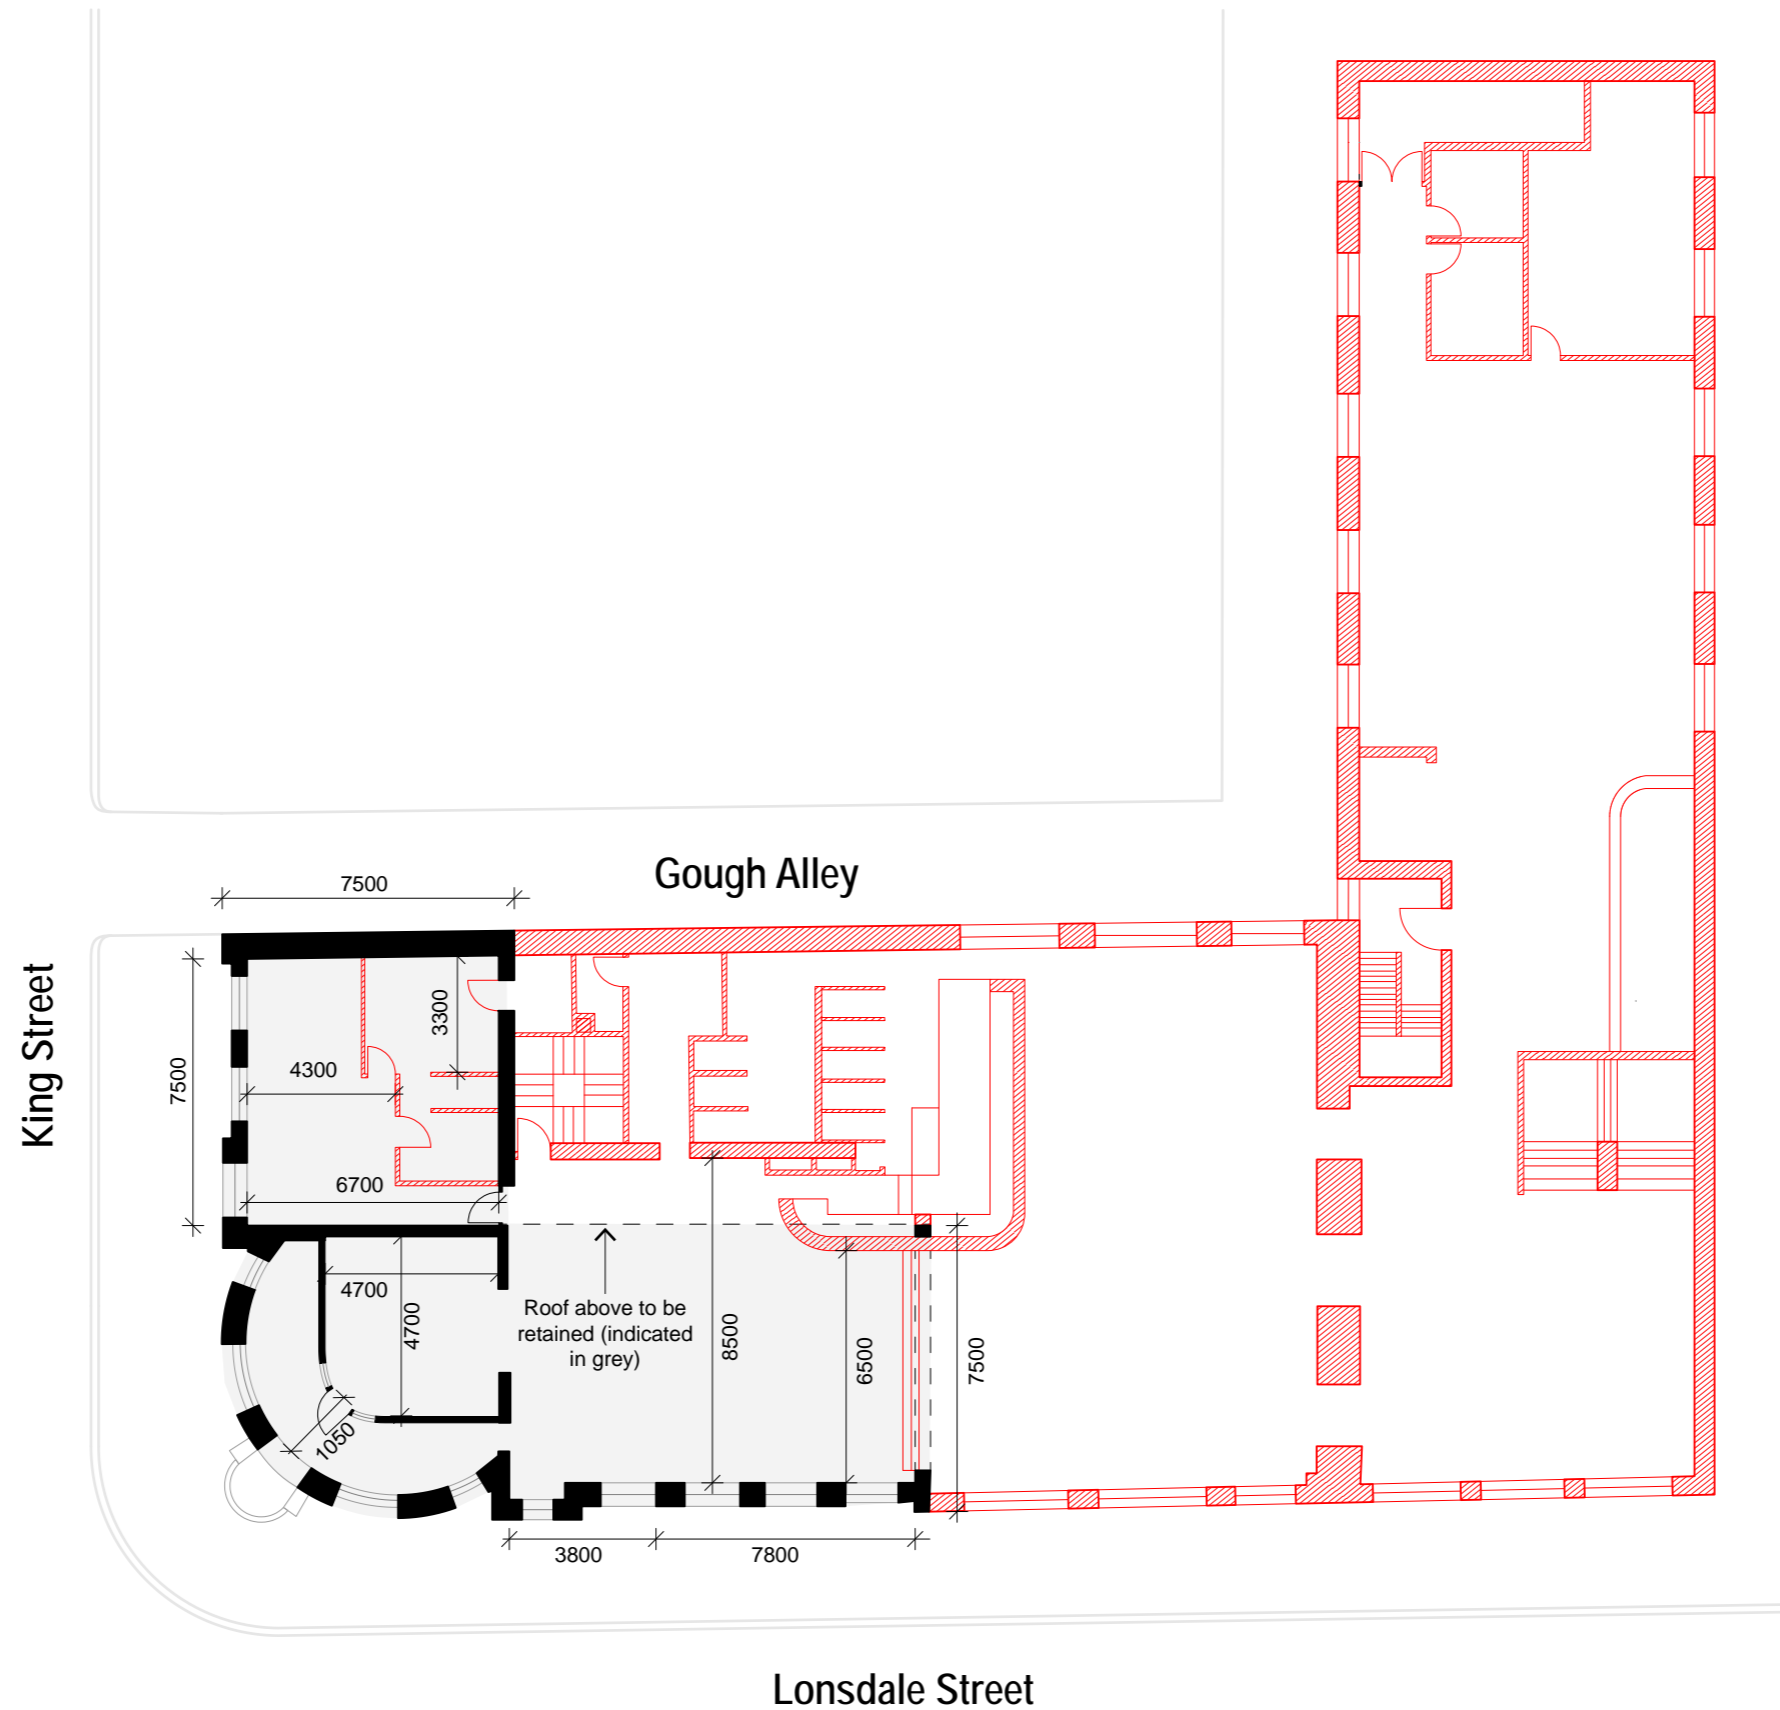 Gough Alley
7500
King Street
7500
3300
4300
6700
4700
4700
1050
Roof above to be
retained (indicated
in grey)
8500
6500
7500
3800
7800
Lonsdale Street